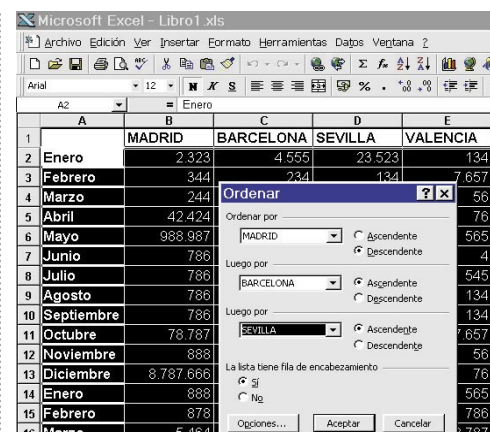 Microsoft Excel - Libro1.xls
Archivo Edición Ver Insertar Formato Herramientas Datos Ventana ?
Arial 12 N K S % .
A2 = Enero
A B C D E
1 MADRID BARCELONA SEVILLA VALENCIA
2 Enero 2.323 4.555 23.523 134
3 Febrero 344 234 134 7.657
4 Marzo 244 56
5 Abril 42.424 76
6 Mayo 988.987 565
7 Junio 786 4
8 Julio 786 545
9 Agosto 786 134
10 Septiembre 786 134
11 Octubre 78.787 .657
12 Noviembre 888 56
13 Diciembre 8.787.666 76
14 Enero 888 565
15 Febrero 878 786
16 Marzo 5.464
Ordenar ? ×
Ordenar por
MADRID
Ascendente
Descendente
Luego por
BARCELONA
Ascendente
Descendente
Luego por
SEVILLA
Ascendente
Descendente
La lista tiene fila de encabezamiento
Sí
No
Opciones... Aceptar Cancelar